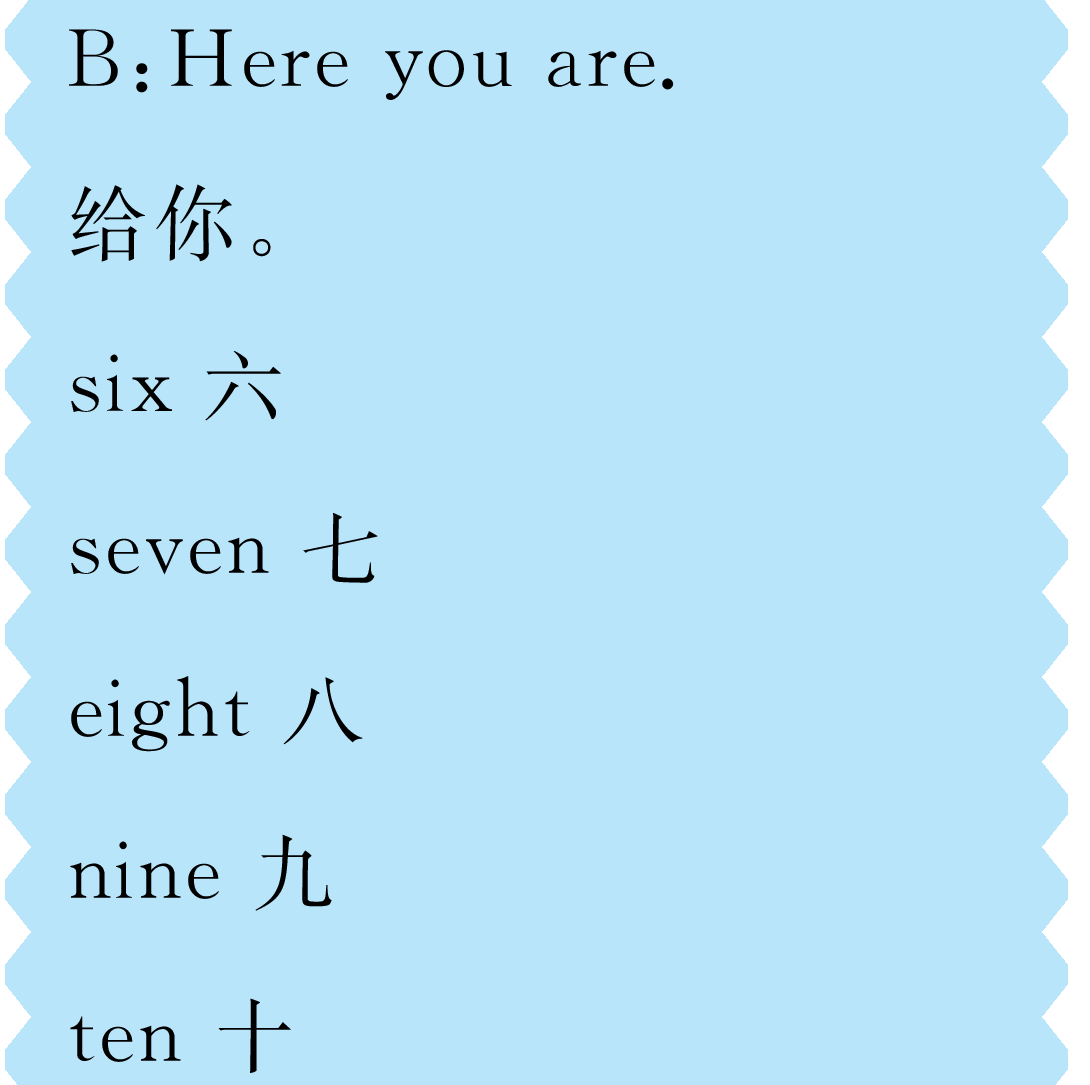 B:Here you are.
给你。
six 六
seven 七
eight 八
nine 九
ten 十